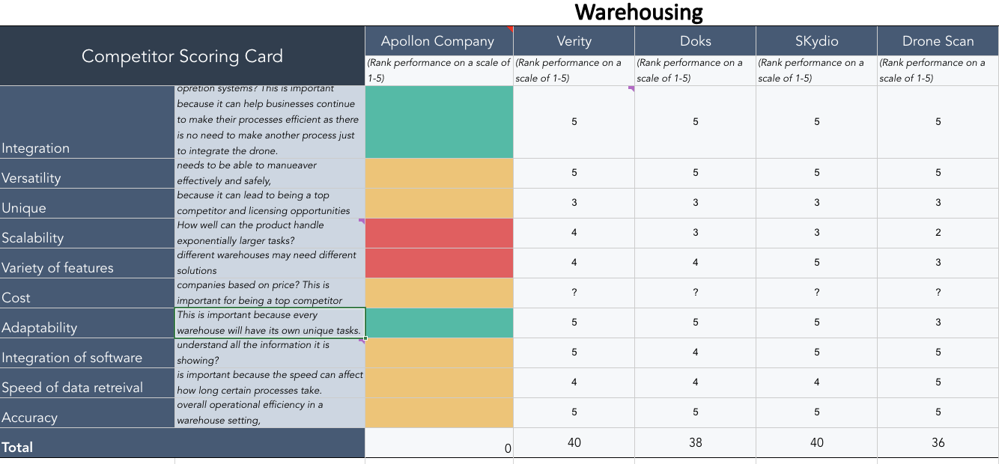 Warehousing
Competitor Scoring Card
Apollon Company
Verity
Doks
SKydio
Drone Scan
(Rank performance on a scale of
1-5)
(Rank performance on a
scale of 1-5)
(Rank performance on a
scale of 1-5)
(Rank performance on a
scale of 1-5)
(Rank performance on a
scale of 1-5)
Integration
opretion systems? This is important
because it can help businesses continue
to make their processes efficient as there
is no need to make another process just
to integrate the drone.
5
5
5
5
Versatility
needs to be able to manueaver
effectively and safely,
5
5
5
5
Unique
because it can lead to being a top
competitor and licensing opportunities
3
3
3
3
Scalability
How well can the product handle
exponentially larger tasks?
4
3
3
2
Variety of features
different warehouses may need different
solutions
4
4
5
3
Cost
companies based on price? This is
important for being a top competitor
?
?
?
?
Adaptability
This is important because every
warehouse will have its own unique tasks.
5
5
5
3
Integration of software
understand all the information it is
showing?
5
4
5
5
Speed of data retreival
is important because the speed can affect
how long certain processes take.
4
4
4
5
Accuracy
overall operational efficiency in a
warehouse setting,
5
5
5
5
Total
0
40
38
40
36